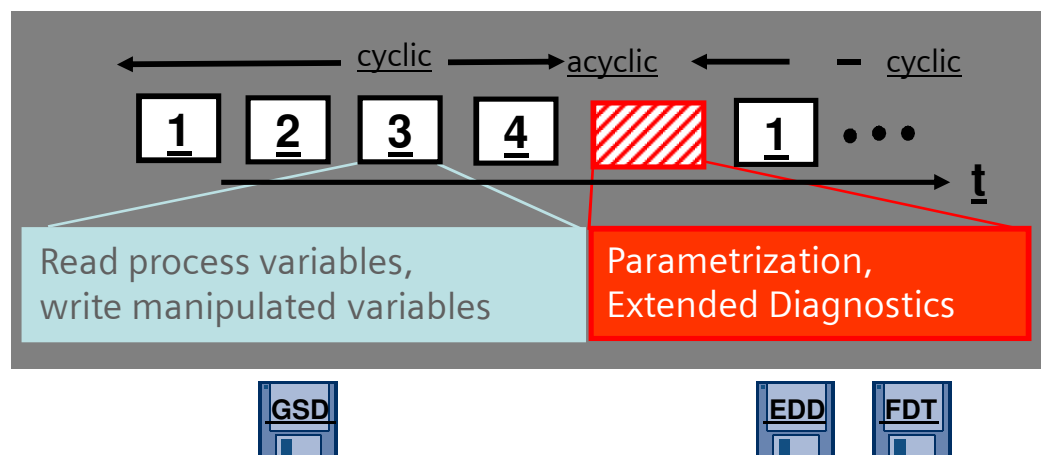 cyclic acyclic cyclic
1 2 3 4 1
t
Read process variables,
write manipulated variables
Parametrization,
Extended Diagnostics
GSD EDD FDT